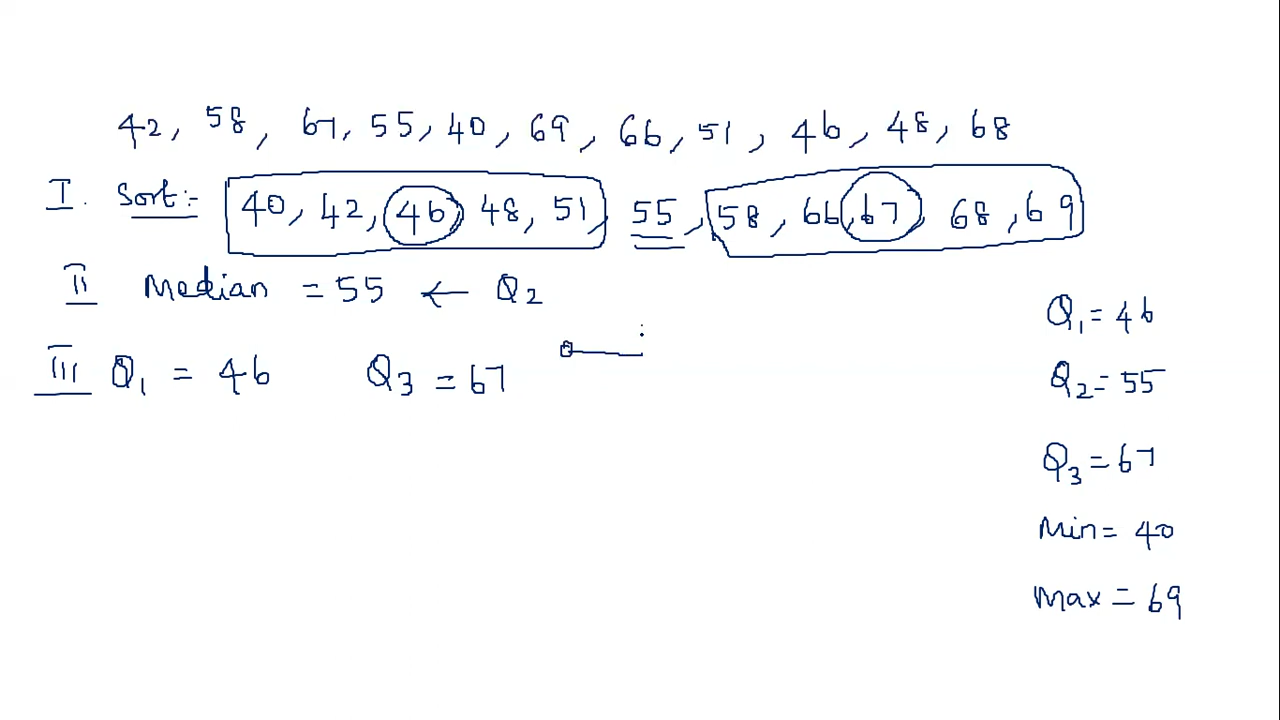 42, 58, 67, 55, 40, 69, 66, 51, 46, 48, 68
I. Sort:- 40, 42, 46, 48, 51, 55, 58, 66, 67, 68, 69
II Median = 55 ← Q2
III Q1 = 46 Q3 = 67
Q1 = 46
Q2 = 55
Q3 = 67
Min = 40
Max = 69